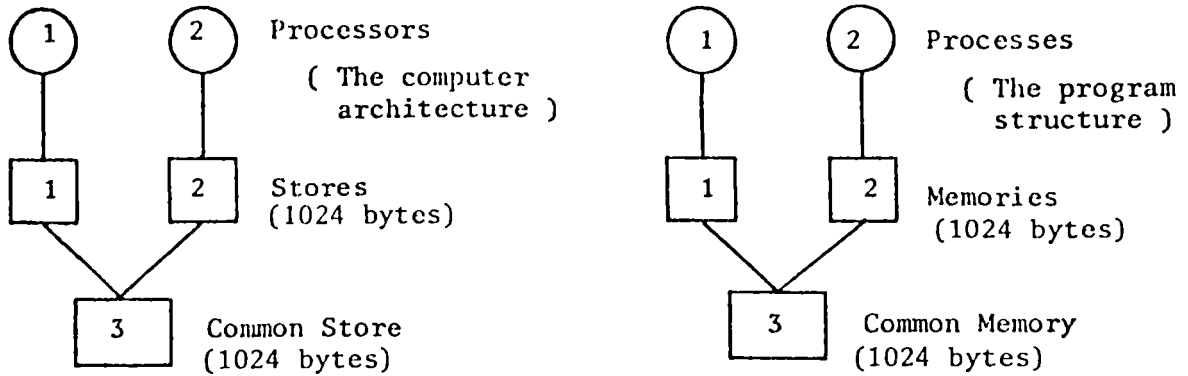 1 2 Processors
( The computer
architecture )
1 2 Stores
(1024 bytes)
3 Common Store
(1024 bytes)
1 2 Processes
( The program
structure )
1 2 Memories
(1024 bytes)
3 Common Memory
(1024 bytes)